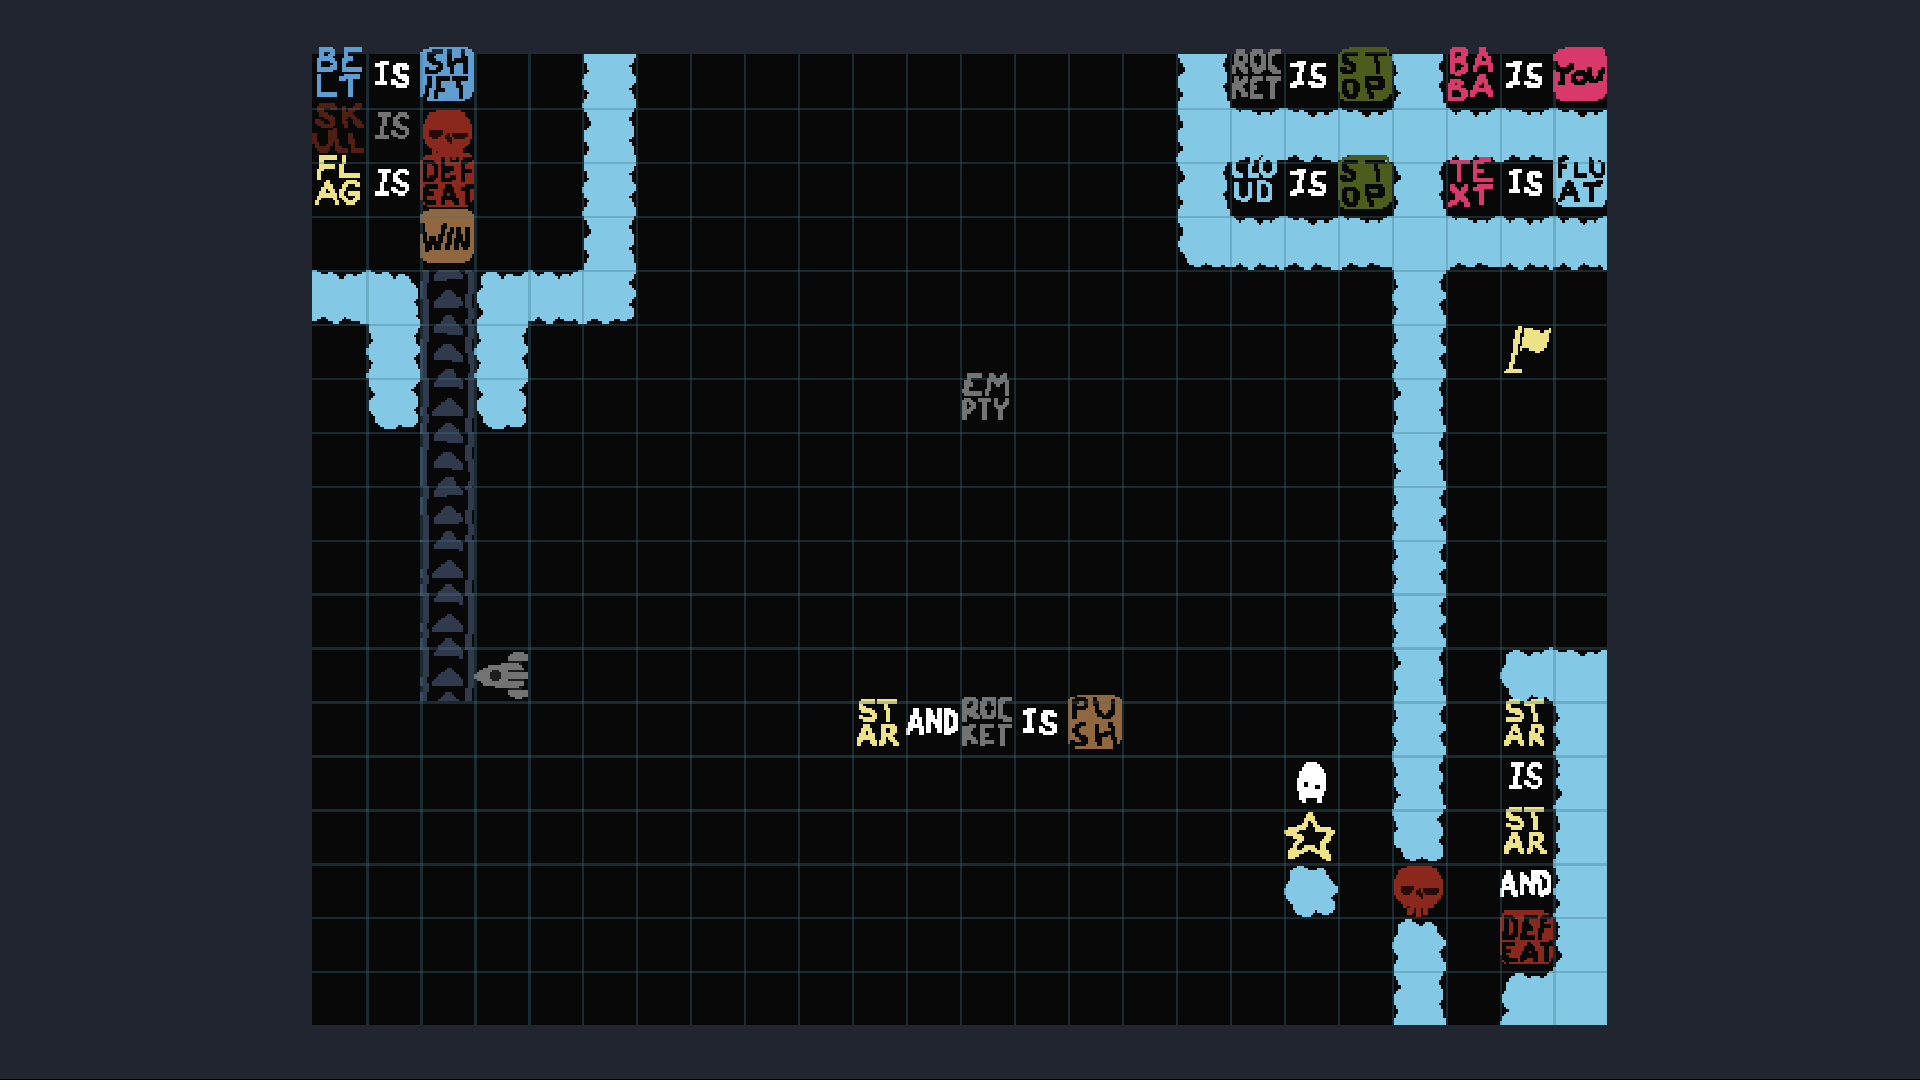 BELT IS SHIFT
ROCKET IS STOP
BABA IS YOU
SKULL IS
FLAG IS DEFEAT
CLOUD IS STOP
TEXT IS FLOAT
WIN
EMPTY
STAR AND ROCKET IS PUSH
STAR
IS
STAR
AND
DEFEAT